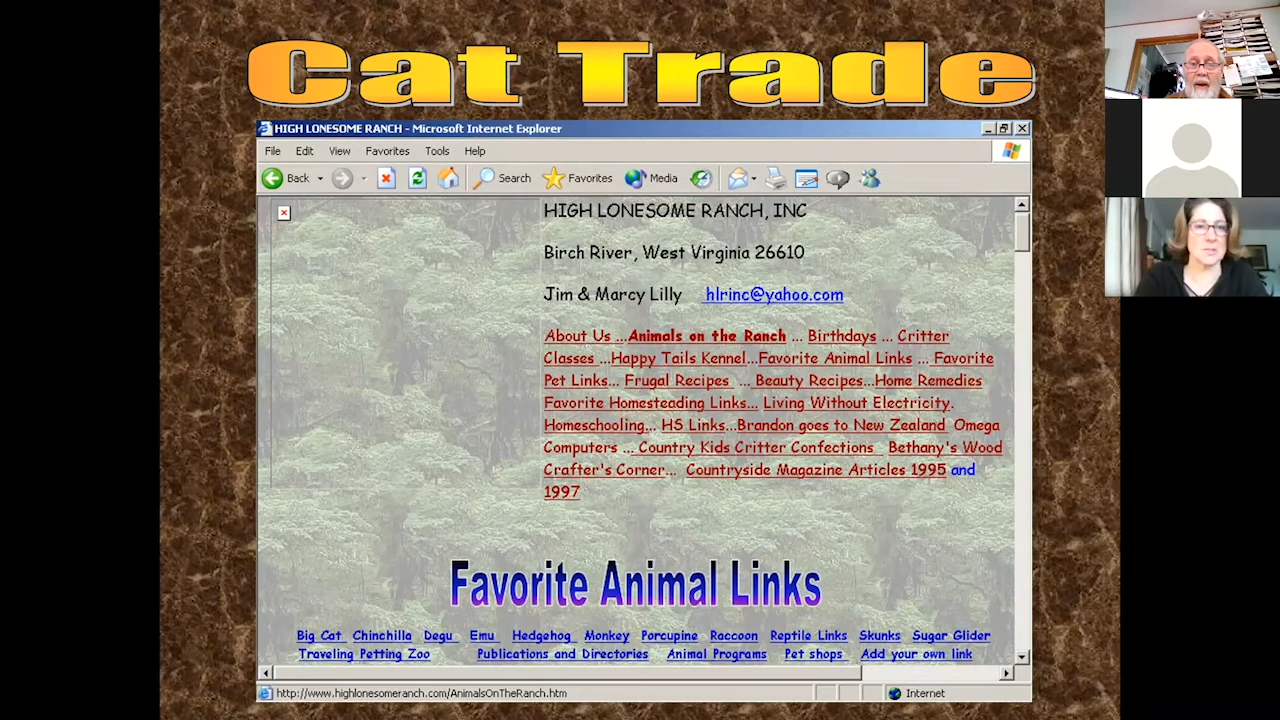 Cat Trade
HIGH LONESOME RANCH - Microsoft Internet Explorer
File Edit View Favorites Tools Help
Back Search Favorites Media
HIGH LONESOME RANCH, INC
Birch River, West Virginia 26610
Jim & Marcy Lilly hlrinc@yahoo.com
About Us ...Animals on the Ranch ... Birthdays ... Critter
Classes ...Happy Tails Kennel...Favorite Animal Links ... Favorite
Pet Links... Frugal Recipes ... Beauty Recipes...Home Remedies
Favorite Homesteading Links... Living Without Electricity.
Homeschooling... HS Links...Brandon goes to New Zealand Omega
Computers ... Country Kids Critter Confections Bethany's Wood
Crafter's Corner... Countryside Magazine Articles 1995 and
1997
Favorite Animal Links
Big Cat Chinchilla Degu Emu Hedgehog Monkey Porcupine Raccoon Reptile Links Skunks Sugar Glider
Traveling Petting Zoo Publications and Directories Animal Programs Pet shops Add your own link
http://www.highlonesomeranch.com/AnimalsOnTheRanch.htm Internet